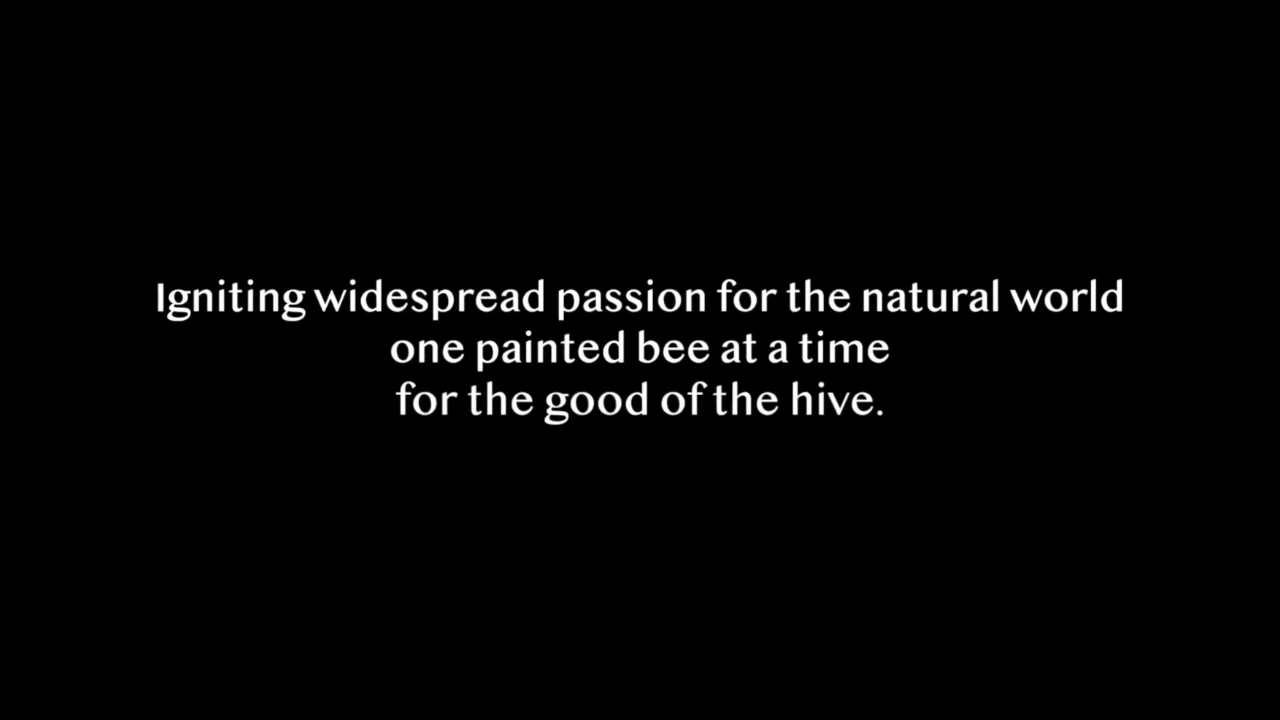 Igniting widespread passion for the natural world
one painted bee at a time
for the good of the hive.